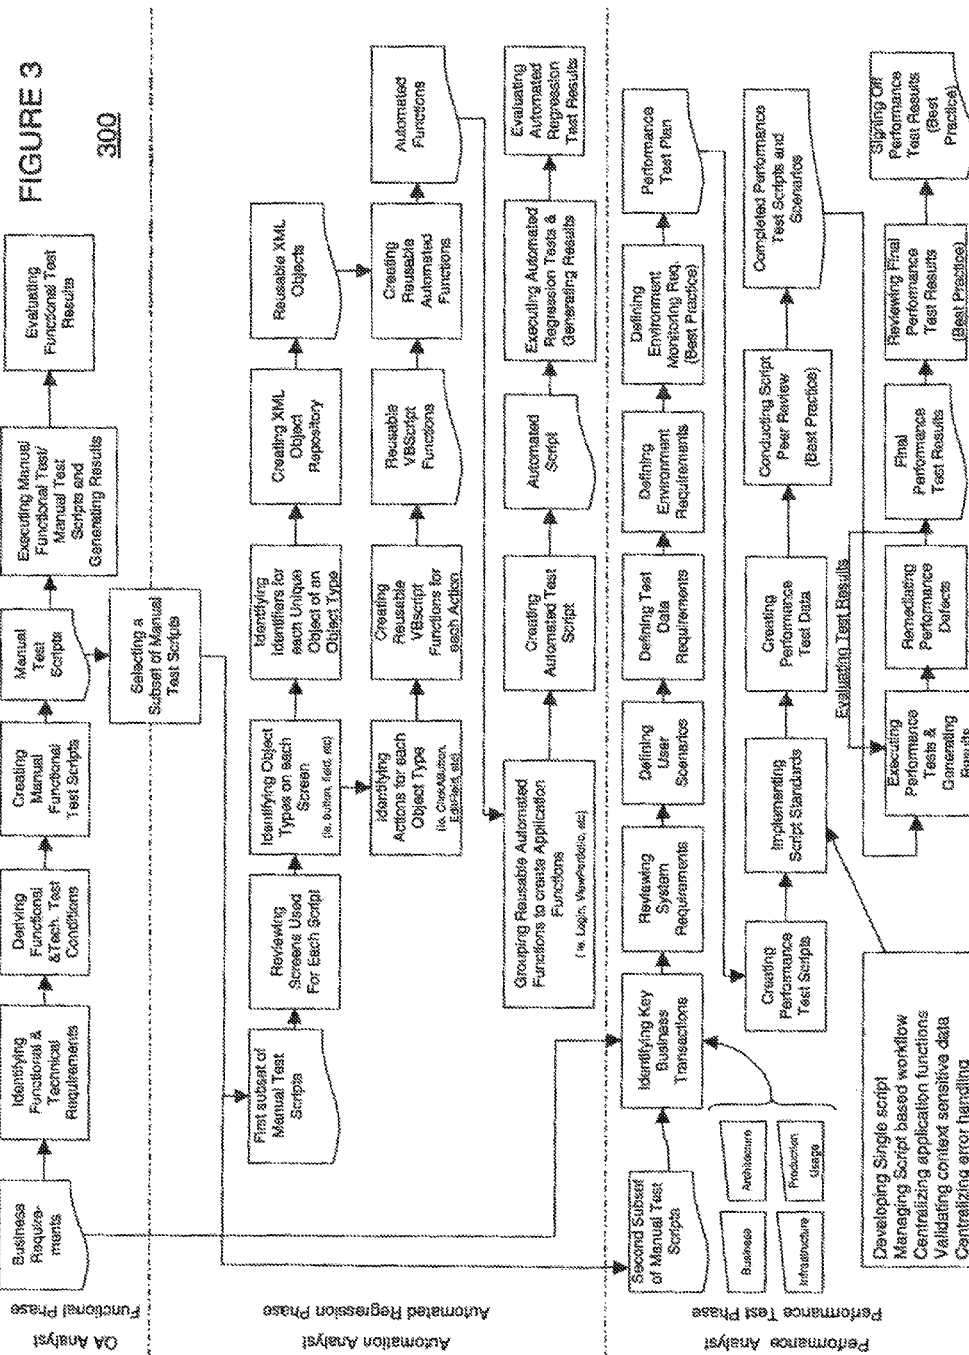 FIGURE 3
300
QA Analyst
Functional Phase
Business
Require-
ments
Identifying
Functional &
Technical
Requirements
Deriving
Functional
&Tech. Test
Conditions
Creating
Manual
Functional
Test Scripts
Manual
Test
Scripts
Executing Manual/
Functional Test/
Manual Test
Scripts and
Generating Results
Evaluating
Functional Test
Results
Selecting a
Subset of Manual
Test Scripts
Automation Analyst
Automated Regression Phase
First subset of
Manual Test
Scripts
Reviewing
Screens Used
For Each Script
Identifying Object
Types on each
Screen
(ie. button, field, etc)
Identifying
Identifiers for
each Unique
Object of an
Object Type
Creating XML
Object
Repository
Reusable XML
Objects
Identifying
Actions for each
Object Type
(ie. ClickAButton,
EditField, etc)
Creating
Reusable
VBscript
Functions for
each Action
Reusable
VBScript
Functions
Creating
Reusable
Automated
Functions
Automated
Functions
Grouping Reusable Automated
Functions to create Application
Functions
(ie. Login, ViewPortfolio, etc)
Creating
Automated Test
Script
Automated
Script
Executing Automated
Regression Tests &
Generating Results
Evaluating
Automated
Regression
Test Results
Performance Analyst
Performance Test Phase
Second Subset
of Manual Test
Scripts
Identifying Key
Business
Transactions
Reviewing
System
Requirements
Defining
User
Scenarios
Defining Test
Data
Requirements
Defining
Environment
Requirements
Defining
Environment
Monitoring Req.
(Best Practice)
Performance
Test Plan
Business
Architecture
Infrastructure
Production
Usage
Creating
Performance
Test Scripts
Implementing
Script Standards
Creating
Performance
Test Data
Conducting Script
Peer Review
(Best Practice)
Completed Performance
Test Scripts and
Scenarios
Developing Single script
Managing Script based workflow
Centralizing application functions
Validating context sensitive data
Centralizing error handling
Evaluating Test Results
Executing
Performance
Tests &
Generating
Results
Remediating
Performance
Defects
Final
Performance
Test Results
Reviewing Final
Performance
Test Results
(Best Practice)
Signing Off
Performance
Test Results
(Best
Practice)